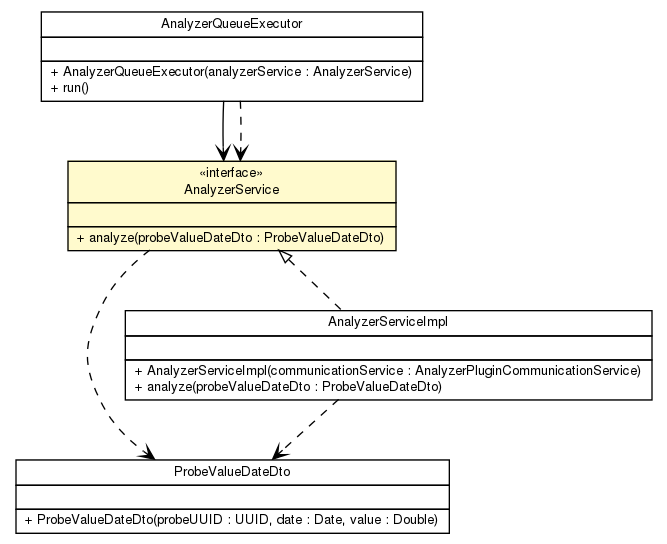 AnalyzerQueueExecutor
+ AnalyzerQueueExecutor(analyzerService : AnalyzerService)
+ run()
«interface»
AnalyzerService
+ analyze(probeValueDateDto : ProbeValueDateDto)
AnalyzerServiceImpl
+ AnalyzerServiceImpl(communicationService : AnalyzerPluginCommunicationService)
+ analyze(probeValueDateDto : ProbeValueDateDto)
ProbeValueDateDto
+ ProbeValueDateDto(probeUUID : UUID, date : Date, value : Double)